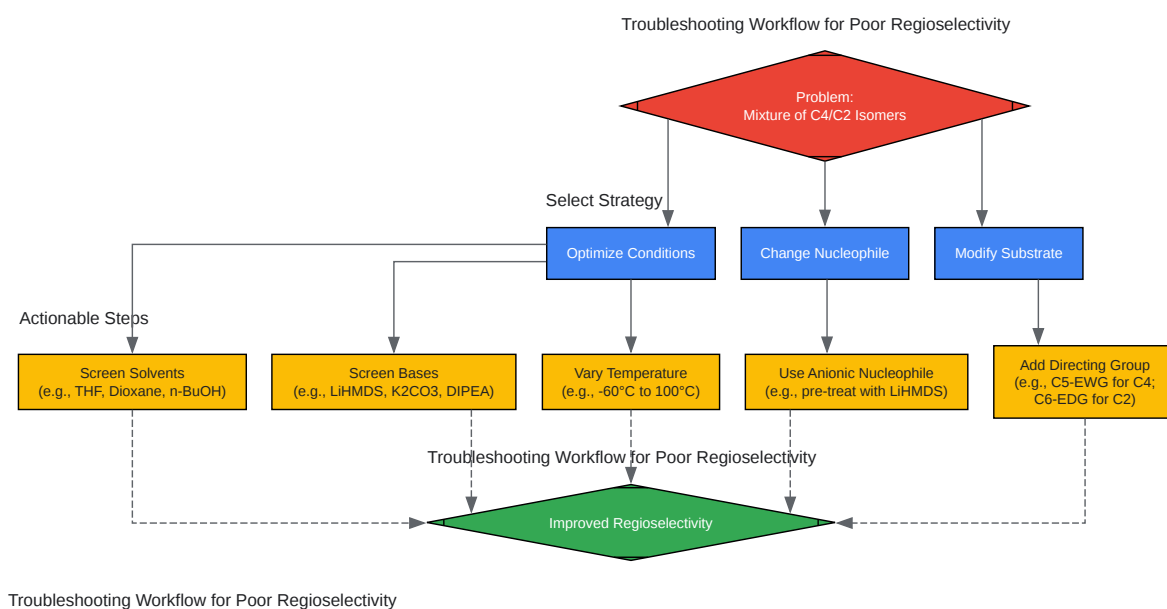 Troubleshooting Workflow for Poor Regioselectivity
Problem:
Mixture of C4/C2 Isomers
Select Strategy
Optimize Conditions
Change Nucleophile
Modify Substrate
Actionable Steps
Screen Solvents
(e.g., THF, Dioxane, n-BuOH)
Screen Bases
(e.g., LiHMDS, K2CO3, DIPEA)
Vary Temperature
(e.g., -60°C to 100°C)
Use Anionic Nucleophile
(e.g., pre-treat with LiHMDS)
Add Directing Group
(e.g., C5-EWG for C4;
C6-EDG for C2)
Troubleshooting Workflow for Poor Regioselectivity
Improved Regioselectivity
Troubleshooting Workflow for Poor Regioselectivity